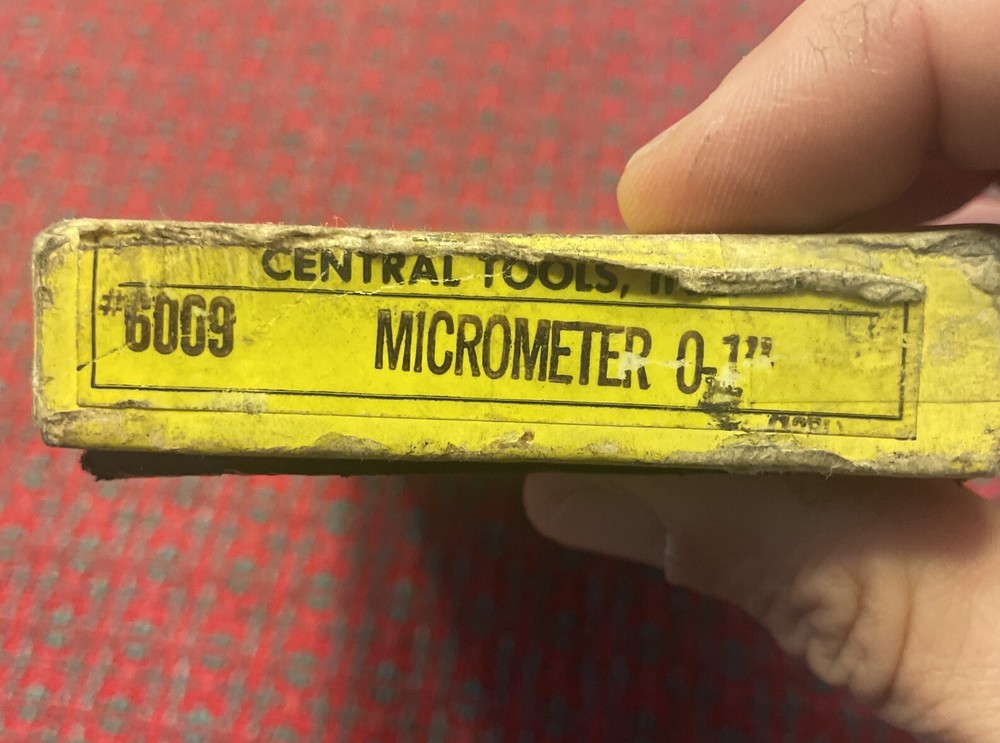 CENTRAL TOOLS,
#6009
MICROMETER 0-1"